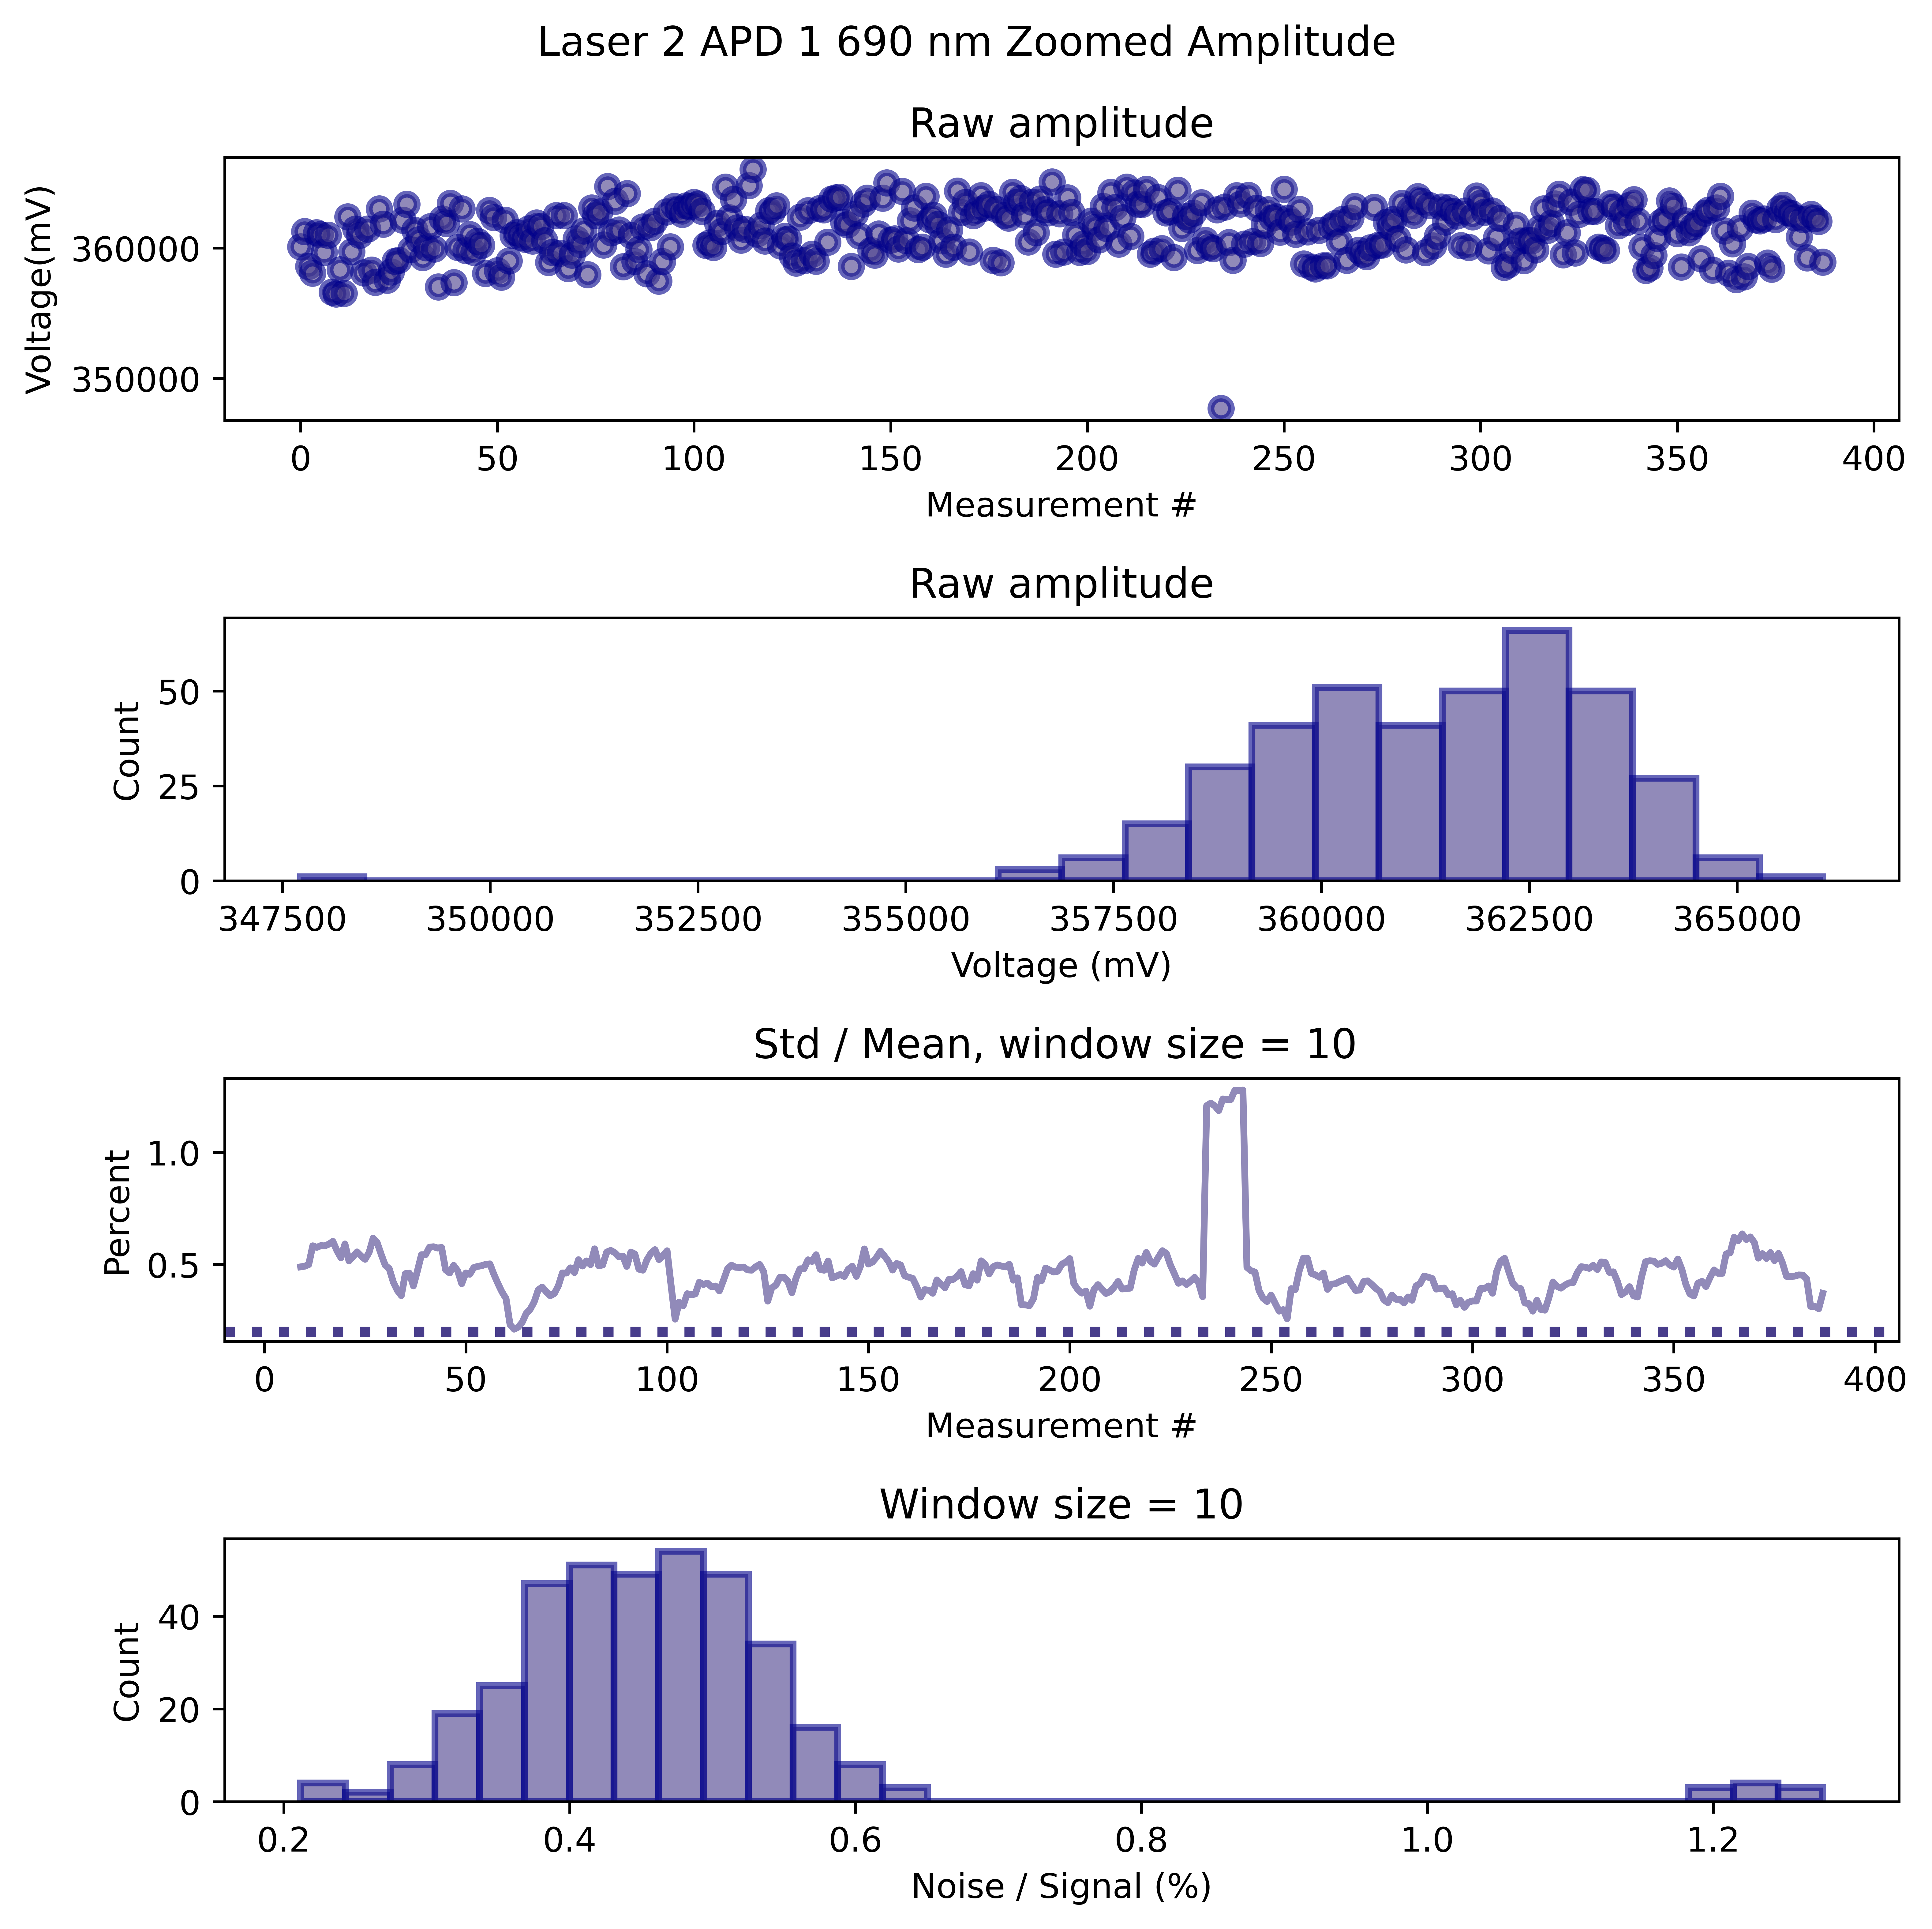 Laser 2 APD 1 690 nm Zoomed Amplitude
Raw amplitude
Voltage(mV)
360000
350000
0 50 100 150 200 250 300 350 400
Measurement #
Raw amplitude
Count
50
25
0
347500 350000 352500 355000 357500 360000 362500 365000
Voltage (mV)
Std / Mean, window size = 10
Percent
1.0
0.5
0 50 100 150 200 250 300 350 400
Measurement #
Window size = 10
Count
40
20
0
0.2 0.4 0.6 0.8 1.0 1.2
Noise / Signal (%)